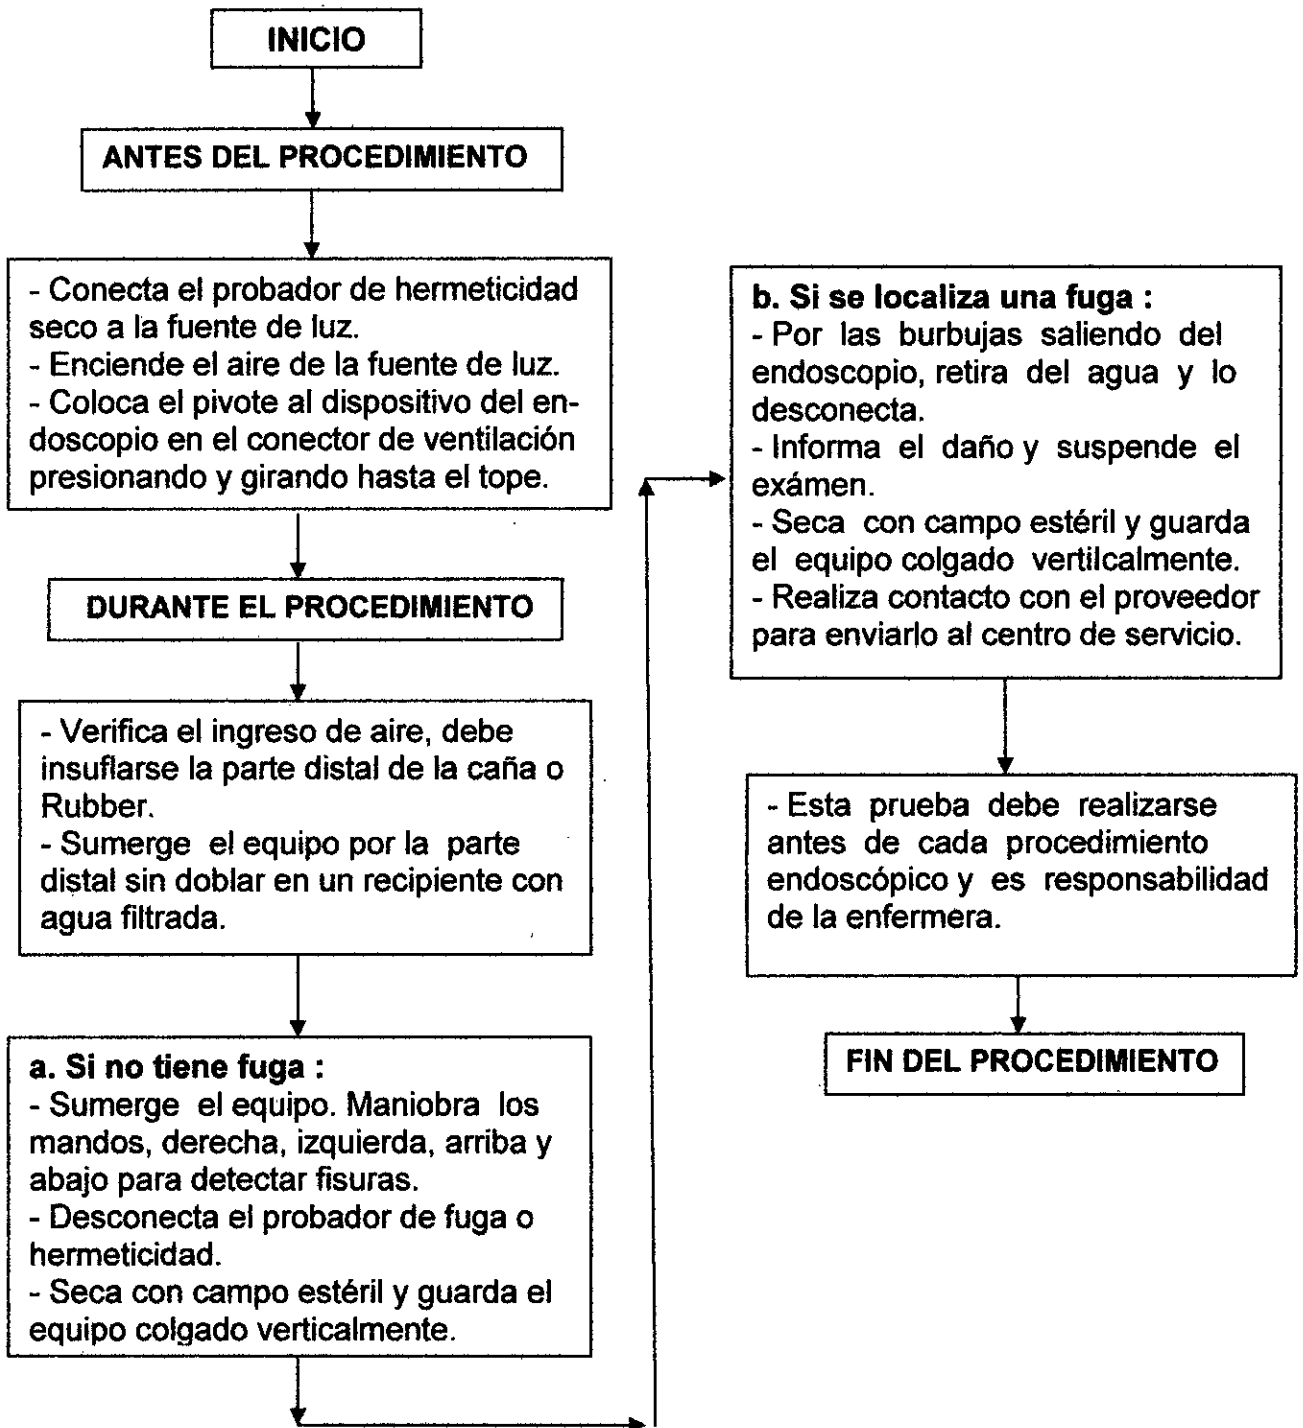 INICIO
ANTES DEL PROCEDIMIENTO
- Conecta el probador de hermeticidad
seco a la fuente de luz.
- Enciende el aire de la fuente de luz.
- Coloca el pivote al dispositivo del en-
doscopio en el conector de ventilación
presionando y girando hasta el tope.
DURANTE EL PROCEDIMIENTO
- Verifica el ingreso de aire, debe
insuflarse la parte distal de la caña o
Rubber.
- Sumerge el equipo por la parte
distal sin doblar en un recipiente con
agua filtrada.
a. Si no tiene fuga :
- Sumerge el equipo. Maniobra los
mandos, derecha, izquierda, arriba y
abajo para detectar fisuras.
- Desconecta el probador de fuga o
hermeticidad.
- Seca con campo estéril y guarda el
equipo colgado verticalmente.
b. Si se localiza una fuga :
- Por las burbujas saliendo del
endoscopio, retira del agua y lo
desconecta.
- Informa el daño y suspende el
exámen.
- Seca con campo estéril y guarda
el equipo colgado vertilcalmente.
- Realiza contacto con el proveedor
para enviarlo al centro de servicio.
- Esta prueba debe realizarse
antes de cada procedimiento
endoscópico y es responsabilidad
de la enfermera.
FIN DEL PROCEDIMIENTO